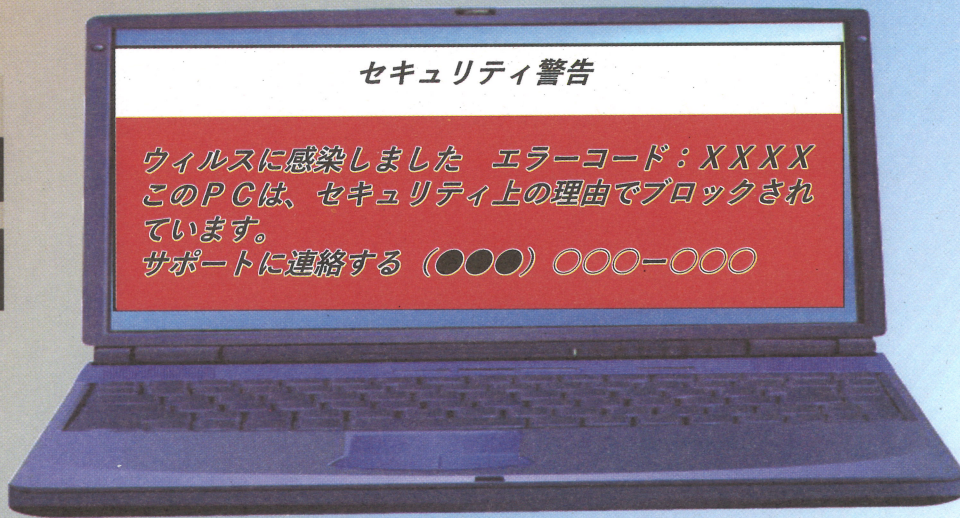 セキュリティ警告
ウィルスに感染しました　エラーコード：ＸＸＸＸ
このＰＣは、セキュリティ上の理由でブロックされ
ています。
サポートに連絡する（●●●）○○○ー○○○